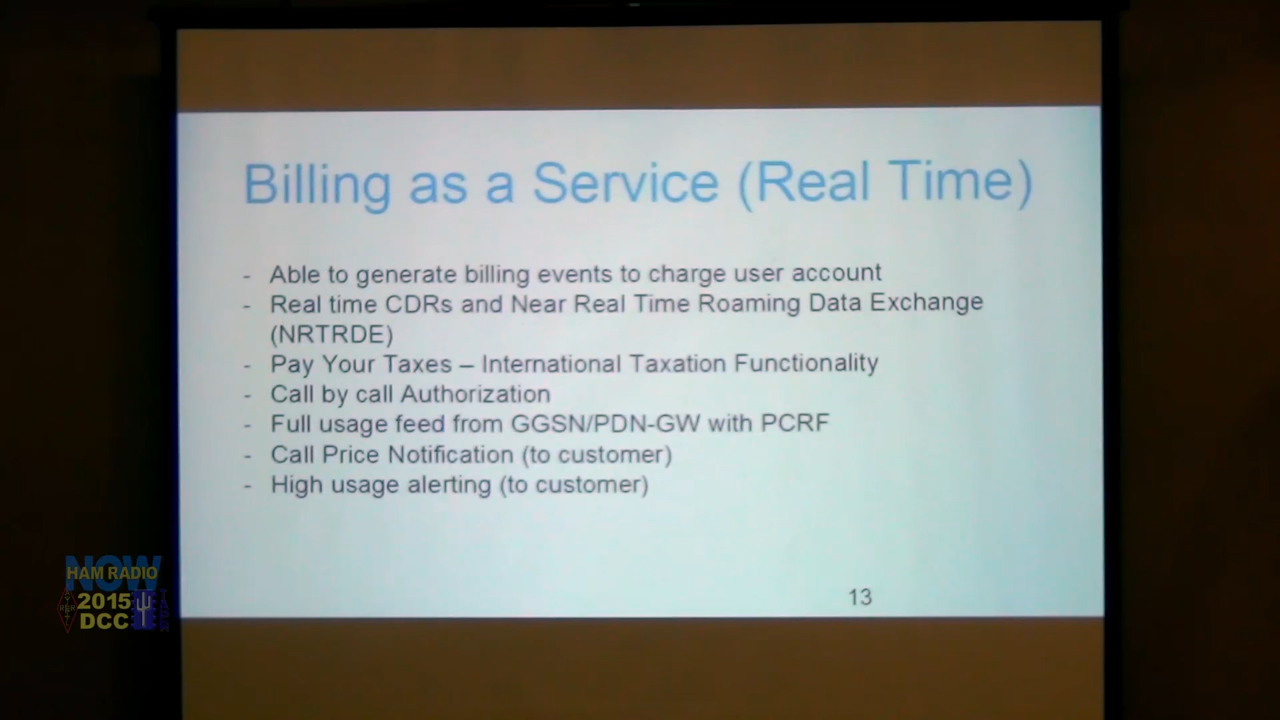 Billing as a Service (Real Time)
- Able to generate billing events to charge user account
- Real time CDRs and Near Real Time Roaming Data Exchange
(NRTRDE)
- Pay Your Taxes – International Taxation Functionality
- Call by call Authorization
- Full usage feed from GGSN/PDN-GW with PCRF
- Call Price Notification (to customer)
- High usage alerting (to customer)
13
NOW
HAM RADIO
2015
DCC